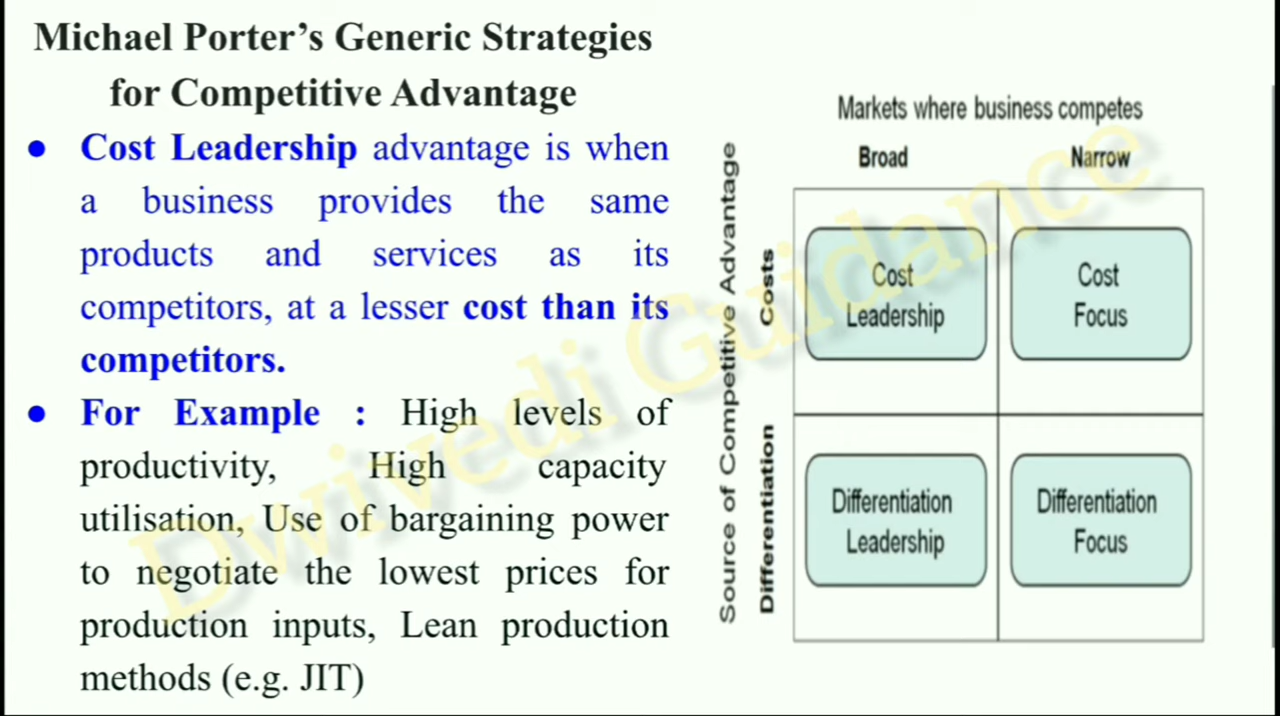 Michael Porter's Generic Strategies
for Competitive Advantage
● Cost Leadership advantage is when
a business provides the same
products and services as its
competitors, at a lesser cost than its
competitors.
● For Example : High levels of
productivity, High capacity
utilisation, Use of bargaining power
to negotiate the lowest prices for
production inputs, Lean production
methods (e.g. JIT)
Markets where business competes
Broad
Narrow
Source of Competitive Advantage
Costs
Cost
Leadership
Cost
Focus
Differentiation
Differentiation
Leadership
Differentiation
Focus
Dwivedi Guidance